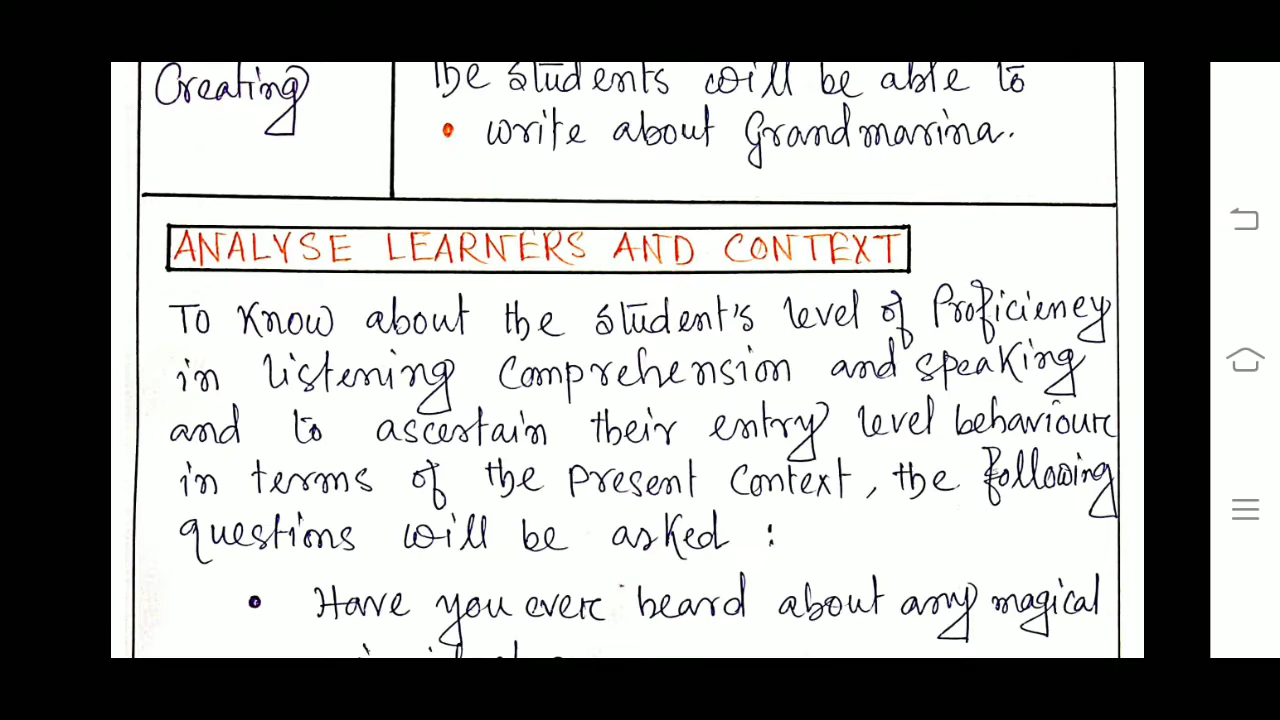 Creating
The students will be able to
• write about Grandmarina.
ANALYSE LEARNERS AND CONTEXT
To Know about the student's level of Proficiency
in listening comprehension and speaking
and to ascertain their entry level behaviour
in terms of the present context, the following
questions will be asked :
• Have you ever heard about any magical